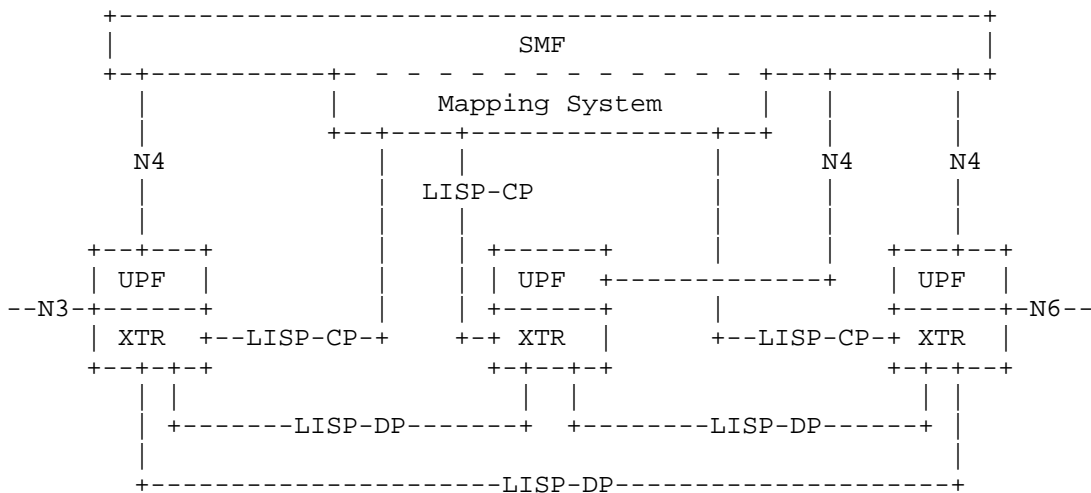 SMF
Mapping System
N4 N4 N4
LISP-CP
UPF UPF UPF
--N3- -N6--
XTR --LISP-CP- XTR --LISP-CP- XTR
-------LISP-DP------- --------LISP-DP-------
----------------------LISP-DP---------------------